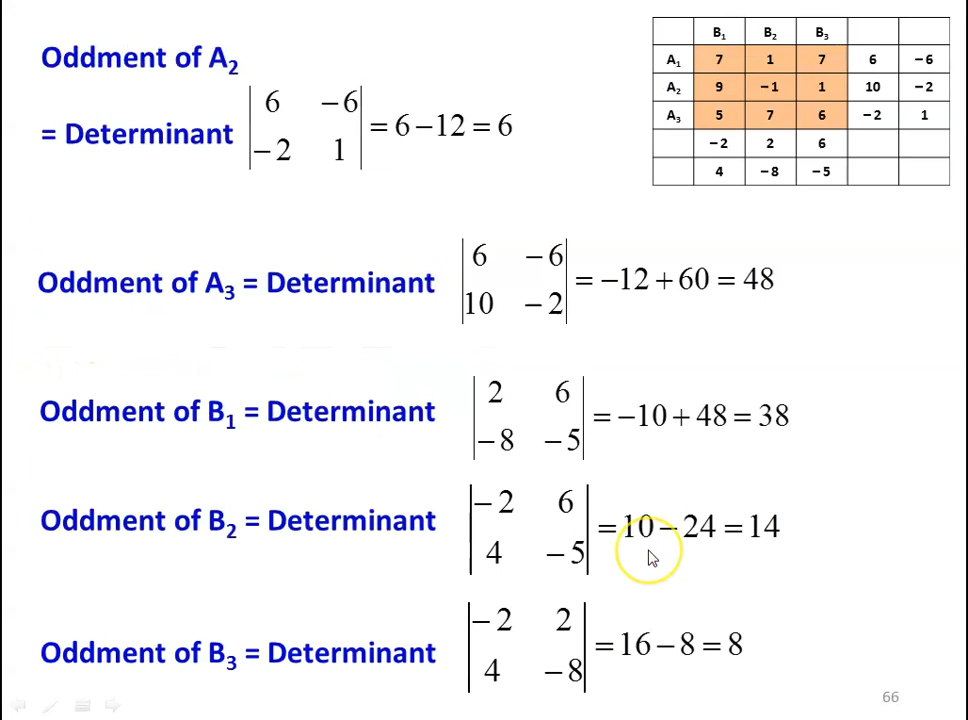 B₁ B₂ B₃
A₁ 7 1 7 6 −6
A₂ 9 −1 1 10 −2
A₃ 5 7 6 −2 1
−2 2 6
4 −8 −5
Oddment of A₂
= Determinant | 6 −6 |
| −2 1 | = 6 − 12 = 6
Oddment of A₃ = Determinant | 6 −6 |
| 10 −2 | = −12 + 60 = 48
Oddment of B₁ = Determinant | 2 6 |
| −8 −5 | = −10 + 48 = 38
Oddment of B₂ = Determinant | −2 6 |
| 4 −5 | = 10 − 24 = 14
Oddment of B₃ = Determinant | −2 2 |
| 4 −8 | = 16 − 8 = 8
66